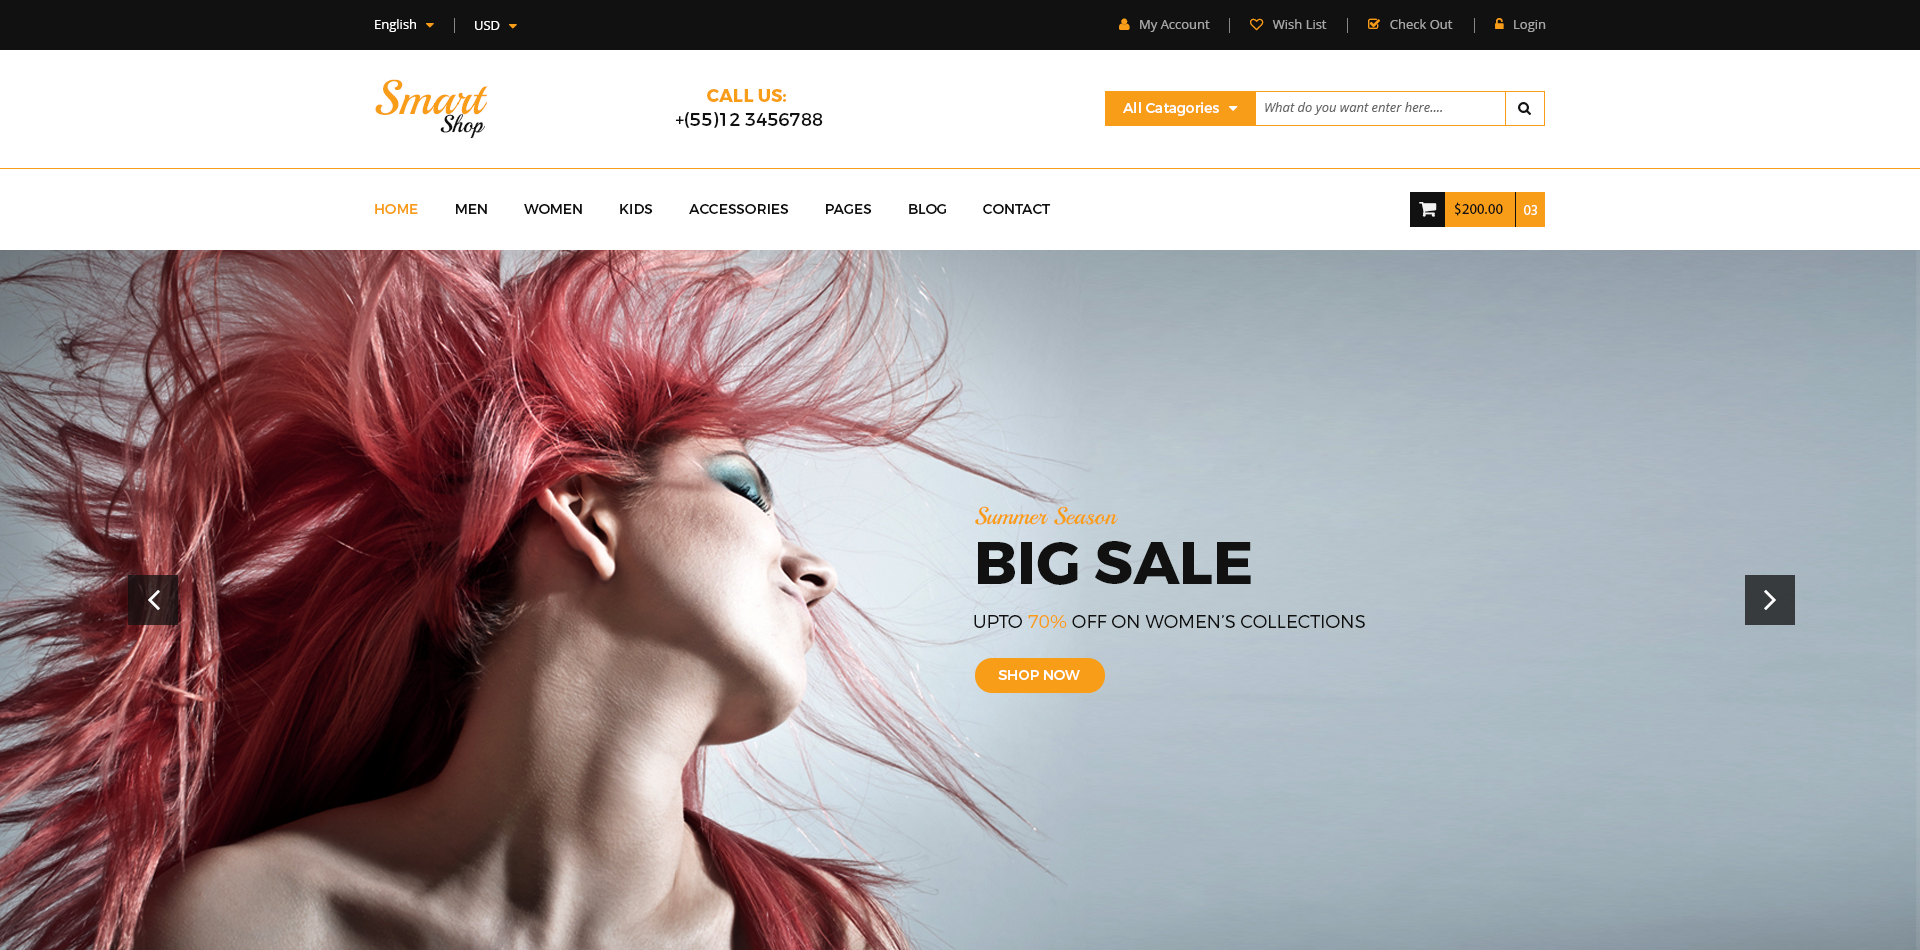 English
USD
My Account
Wish List
Check Out
Login
Smart
Shop
CALL US:
+(55)12 3456788
All Catagories
What do you want enter here....
HOME
MEN
WOMEN
KIDS
ACCESSORIES
PAGES
BLOG
CONTACT
$200.00
03
Summer Season
BIG SALE
UPTO 70% OFF ON WOMEN'S COLLECTIONS
SHOP NOW